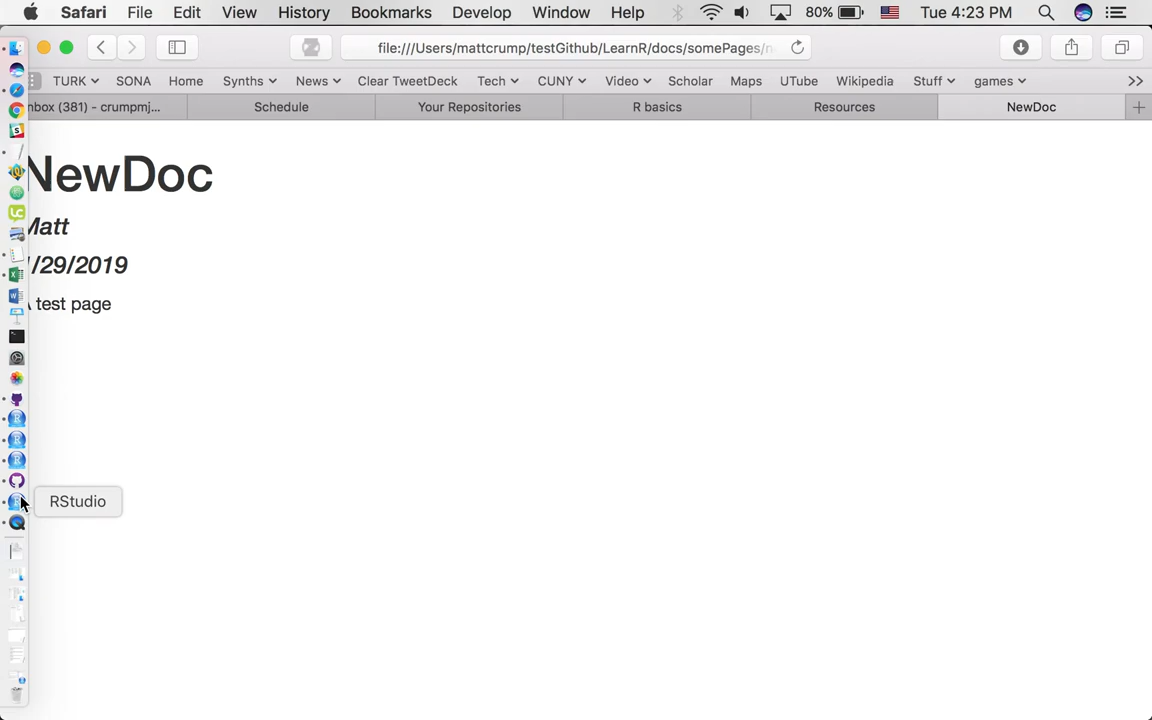 Safari File Edit View History Bookmarks Develop Window Help 80% Tue 4:23 PM
file:///Users/mattcrump/testGithub/LearnR/docs/somePages/n
TURK SONA Home Synths News Clear TweetDeck Tech CUNY Video Scholar Maps UTube Wikipedia Stuff games
nbox (381) - crumpmj... Schedule Your Repositories R basics Resources NewDoc
NewDoc
Matt
/29/2019
A test page
RStudio